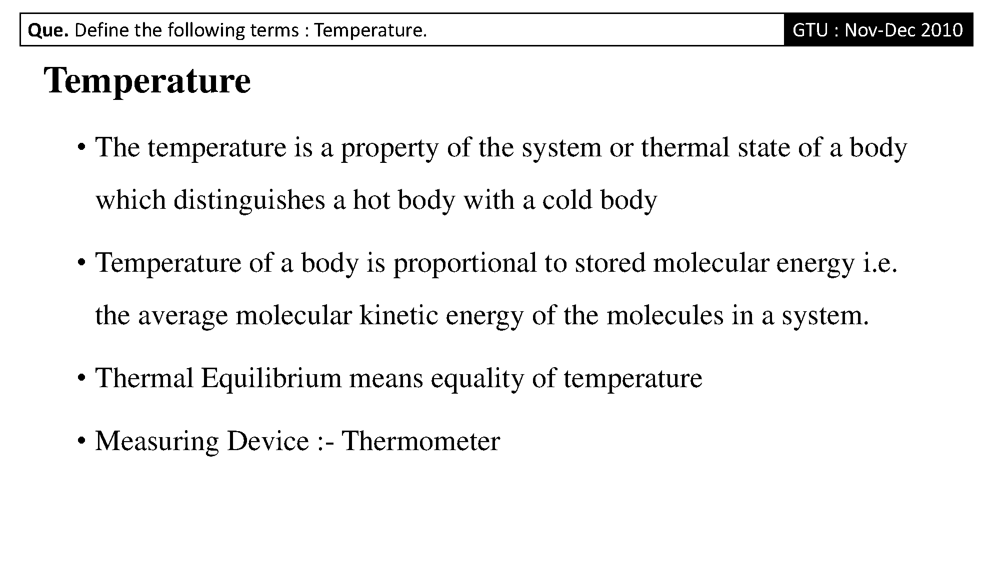 Que. Define the following terms : Temperature.
GTU : Nov-Dec 2010
Temperature
• The temperature is a property of the system or thermal state of a body
which distinguishes a hot body with a cold body
• Temperature of a body is proportional to stored molecular energy i.e.
the average molecular kinetic energy of the molecules in a system.
• Thermal Equilibrium means equality of temperature
• Measuring Device :- Thermometer